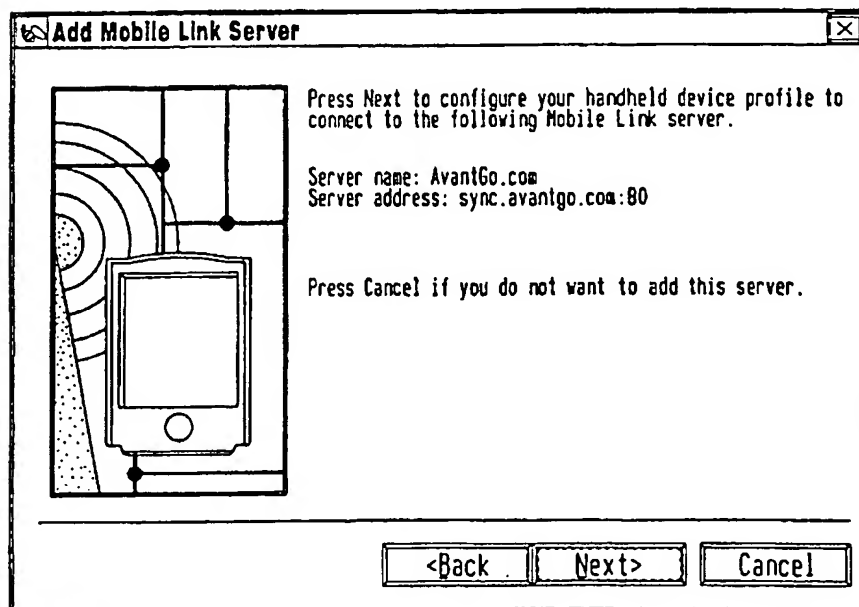 Add Mobile Link Server
Press Next to configure your handheld device profile to
connect to the following Mobile Link server.
Server name: AvantGo.com
Server address: sync.avantgo.com:80
Press Cancel if you do not want to add this server.
<Back
Next>
Cancel